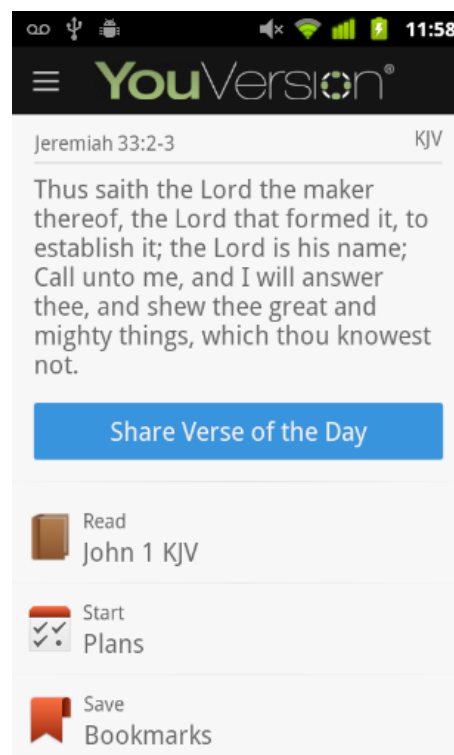 11:58
YouVersion®
Jeremiah 33:2-3 KJV
Thus saith the Lord the maker
thereof, the Lord that formed it, to
establish it; the Lord is his name;
Call unto me, and I will answer
thee, and shew thee great and
mighty things, which thou knowest
not.
Share Verse of the Day
Read
John 1 KJV
Start
Plans
Save
Bookmarks